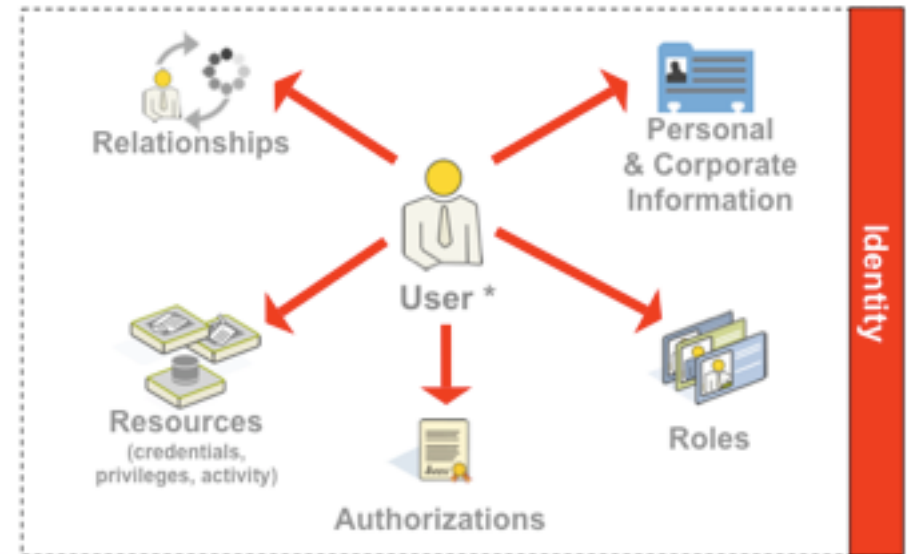 Relationships
Personal
& Corporate
Information
User *
Resources
(credentials,
privileges, activity)
Authorizations
Roles
Identity